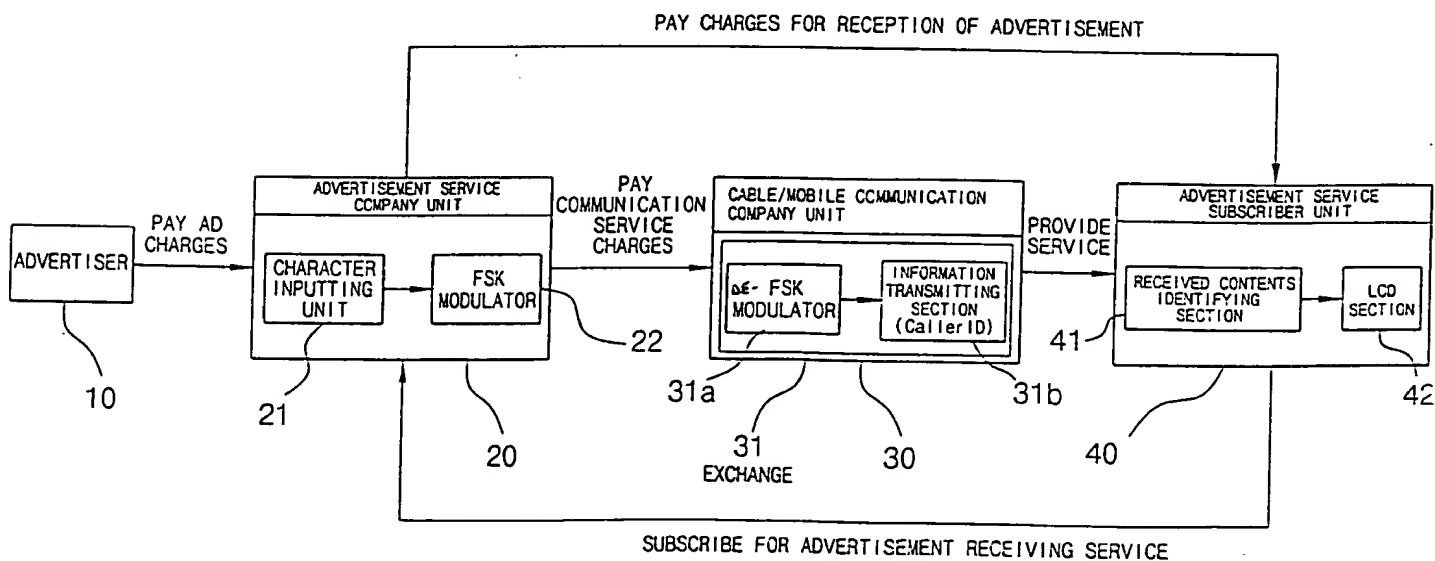 PAY CHARGES FOR RECEPTION OF ADVERTISEMENT
ADVERTISER
10
PAY AD
CHARGES
ADVERTISEMENT SERVICE
COMPANY UNIT
CHARACTER
INPUTTING
UNIT
FSK
MODULATOR
21
22
20
PAY
COMMUNICATION
SERVICE
CHARGES
CABLE/MOBILE COMMUNICATION
COMPANY UNIT
DE- FSK
MODULATOR
INFORMATION
TRANSMITTING
SECTION
(CallerID)
31a
31
EXCHANGE
30
31b
PROVIDE
SERVICE
ADVERTISEMENT SERVICE
SUBSCRIBER UNIT
RECEIVED CONTENTS
IDENTIFYING
SECTION
LCD
SECTION
41
40
42
SUBSCRIBE FOR ADVERTISEMENT RECEIVING SERVICE